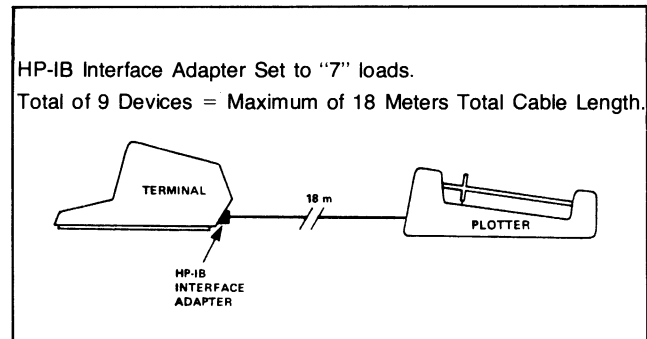 HP-IB Interface Adapter Set to “7” loads.
Total of 9 Devices = Maximum of 18 Meters Total Cable Length.
TERMINAL
18 m
PLOTTER
HP-IB
INTERFACE
ADAPTER